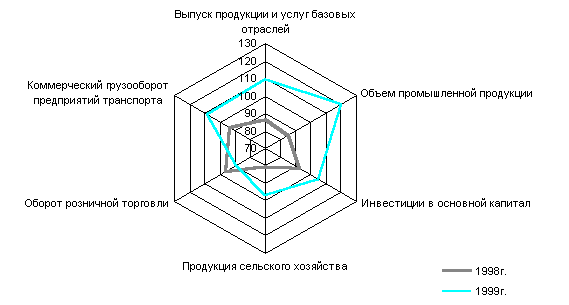 Выпуск продукции и услуг базовых
отраслей
130
120
110
100
90
80
70
Коммерческий грузооборот
предприятий транспорта
Объем промышленной продукции
Оборот розничной торговли
Инвестиции в основной капитал
Продукция сельского хозяйства
1998г.
1999г.